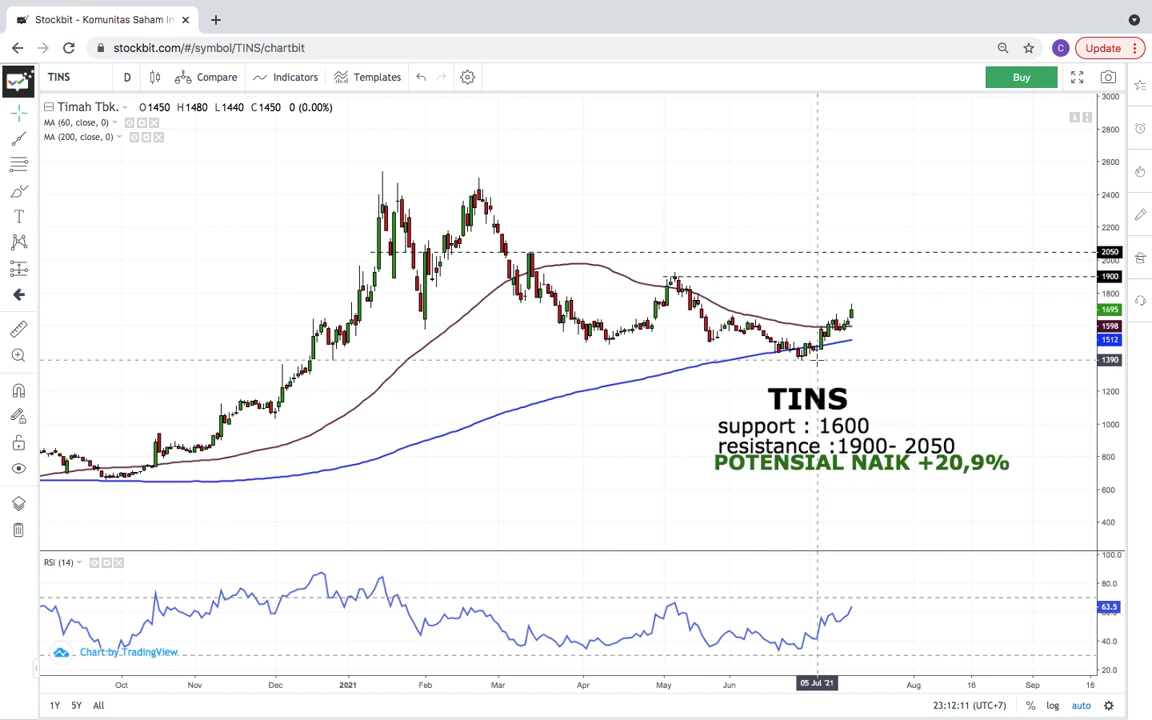 Stockbit - Komunitas Saham In
stockbit.com/#/symbol/TINS/chartbit
C
Update
TINS
D
Compare
Indicators
Templates
Buy
Timah Tbk. O1450 H1480 L1440 C1450 0 (0.00%)
MA (60, close, 0)
MA (200, close, 0)
3000
2800
2600
2400
2200
2050
2000
1900
1800
1695
1598
1512
1390
1200
1000
800
600
400
TINS
support : 1600
resistance :1900- 2050
POTENSIAL NAIK +20,9%
RSI (14)
100.0
80.0
63.5
40.0
20.0
Chart by TradingView
Oct Nov Dec 2021 Feb Mar Apr May Jun 05 Jul '21 Aug 16 Sep 16
1Y 5Y All
23:12:11 (UTC+7) % log auto